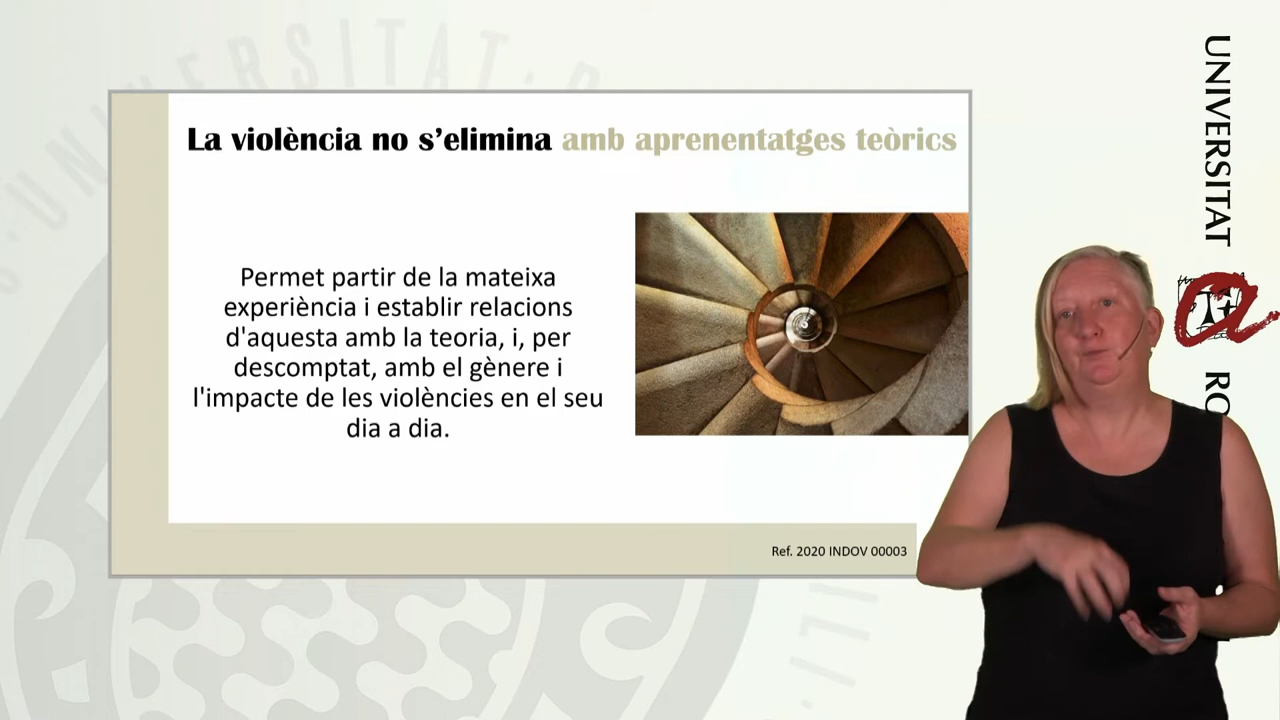 La violència no s’elimina amb aprenentatges teòrics
Permet partir de la mateixa
experiència i establir relacions
d'aquesta amb la teoria, i, per
descomptat, amb el gènere i
l'impacte de les violències en el seu
dia a dia.
Ref. 2020 INDOV 00003
UNIVERSITAT